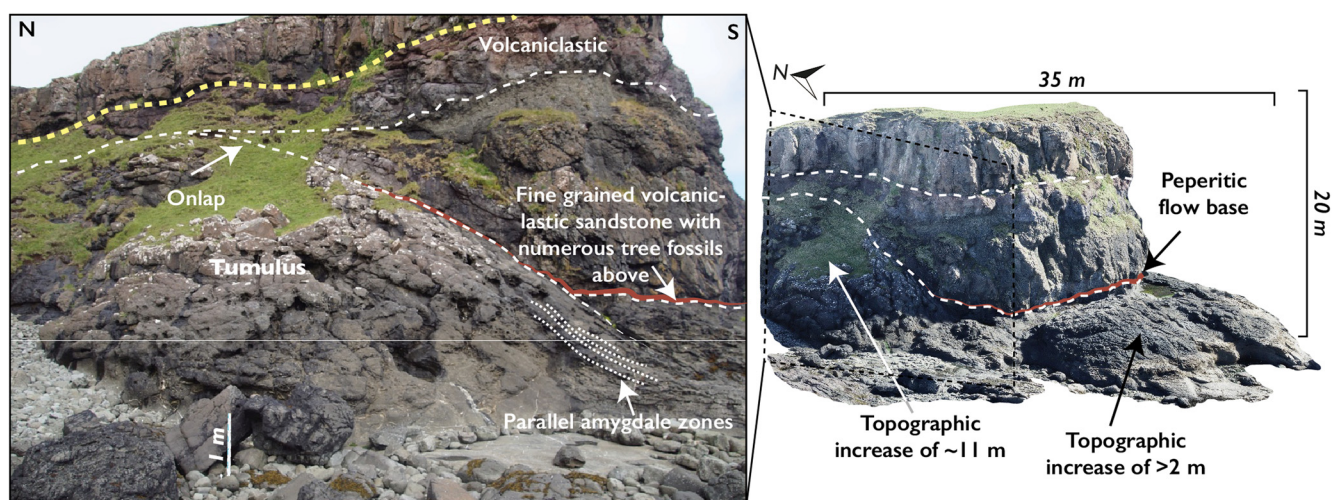 N
S
Volcaniclastic
Onlap
Fine grained volcanic-
lastic sandstone with
numerous tree fossils
above
Tumulus
Parallel amygdale zones
1 m
N
35 m
20 m
Peperitic
flow base
Topographic
increase of ~11 m
Topographic
increase of >2 m